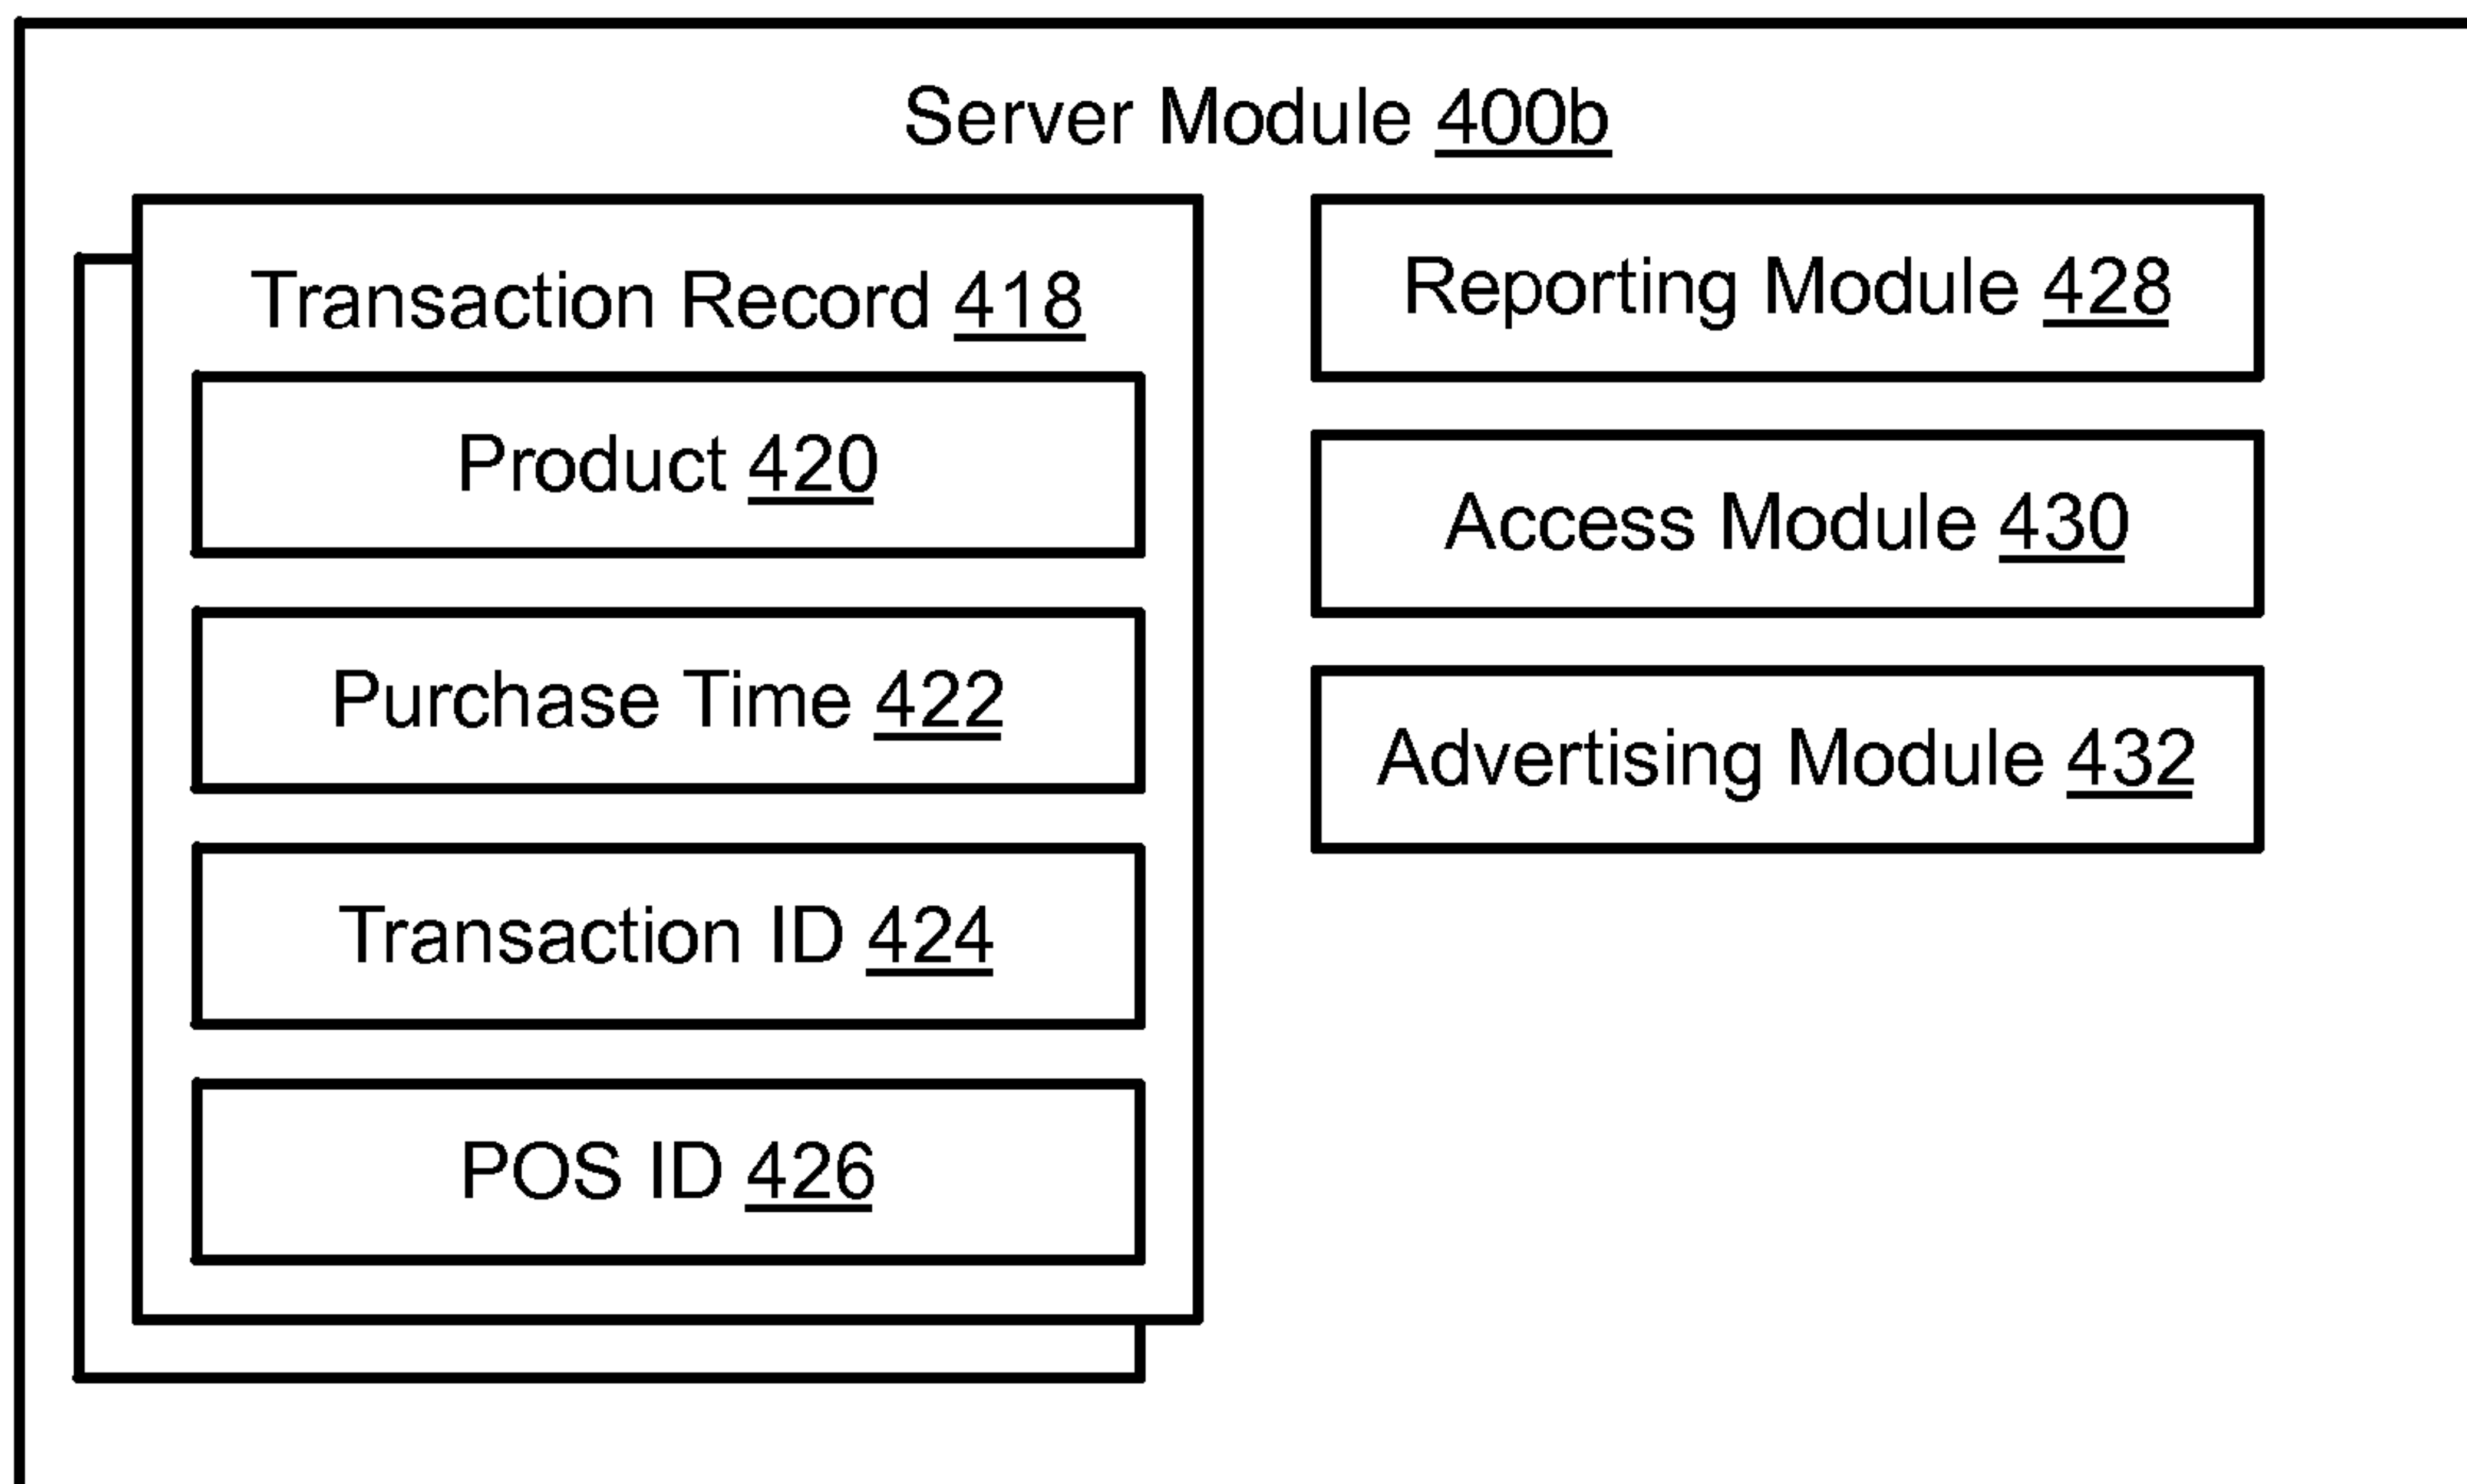 Server Module 400b
Transaction Record 418
Product 420
Purchase Time 422
Transaction ID 424
POS ID 426
Reporting Module 428
Access Module 430
Advertising Module 432